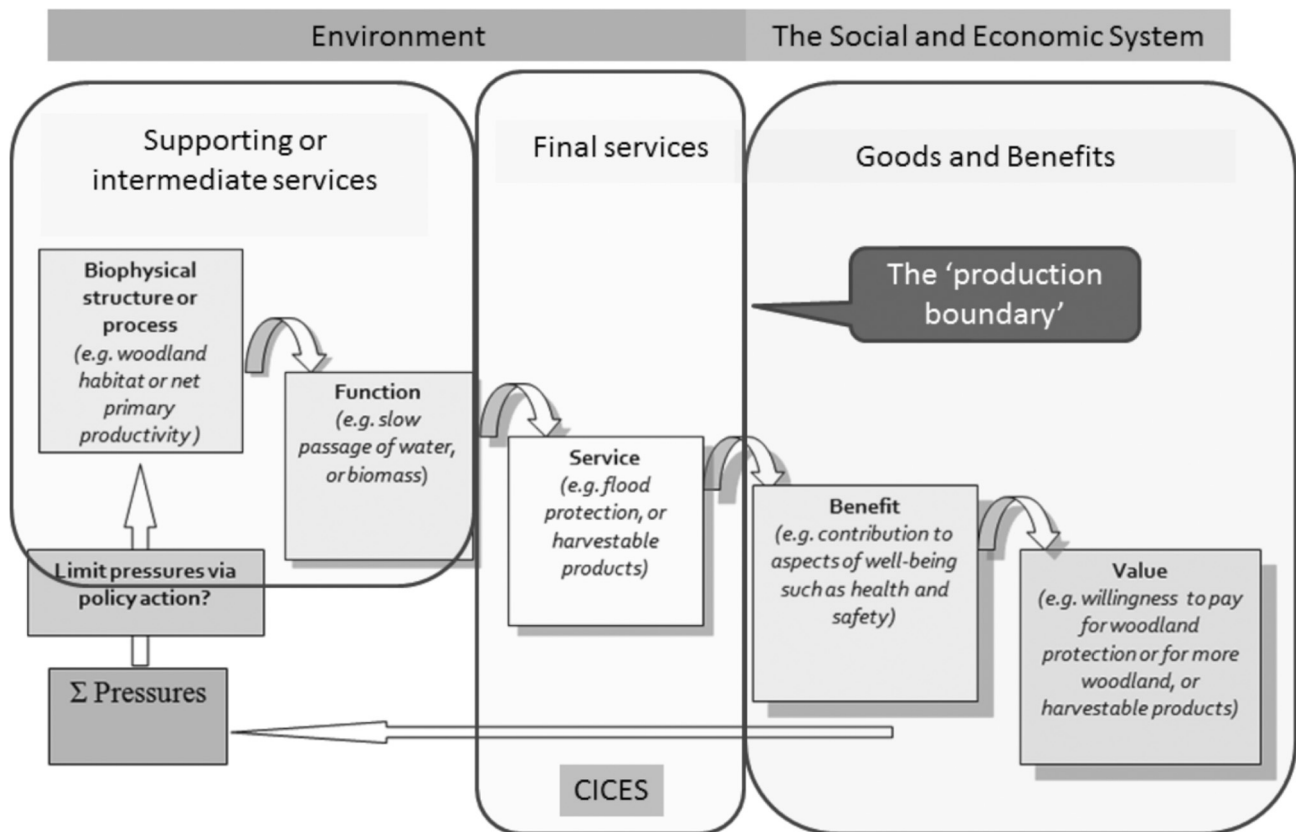 Environment
The Social and Economic System
Supporting or
intermediate services
Final services
Goods and Benefits
Biophysical
structure or
process
(e.g. woodland
habitat or net
primary
productivity )
Function
(e.g. slow
passage of water,
or biomass)
Service
(e.g. flood
protection, or
harvestable
products)
The ‘production
boundary’
Benefit
(e.g. contribution to
aspects of well-being
such as health and
safety)
Value
(e.g. willingness to pay
for woodland
protection or for more
woodland, or
harvestable products)
Limit pressures via
policy action?
Σ Pressures
CICES